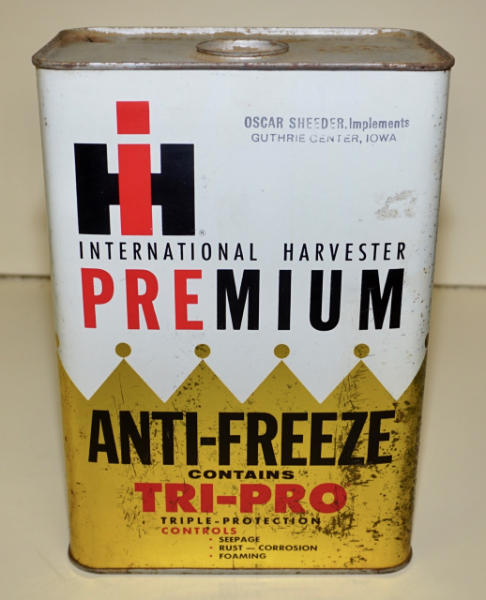 OSCAR SHEEDER, Implements
GUTHRIE CENTER, IOWA
IH®
INTERNATIONAL HARVESTER
PREMIUM
ANTI-FREEZE
CONTAINS
TRI-PRO
TRIPLE-PROTECTION
CONTROLS
• SEEPAGE
• RUST — CORROSION
• FOAMING